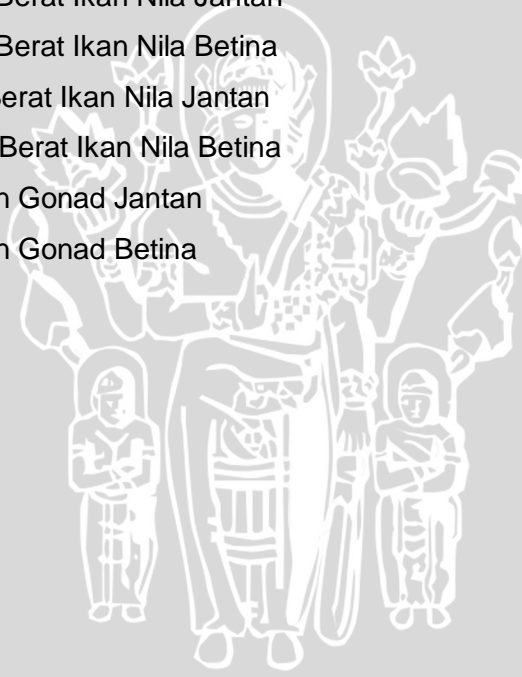 Berat Ikan Nila Jantan
Berat Ikan Nila Betina
Berat Ikan Nila Jantan
Berat Ikan Nila Betina
Gonad Jantan
Gonad Betina